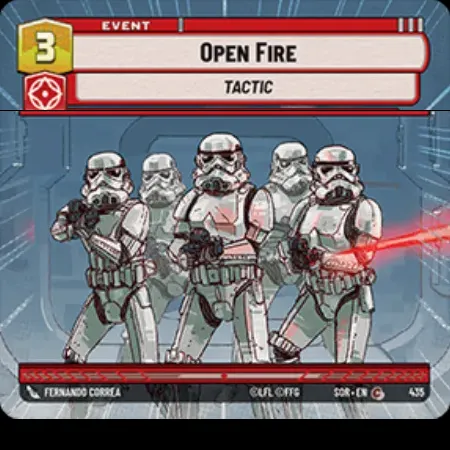 EVENT
3
OPEN FIRE
TACTIC
FERNANDO CORREA
©LFL ©FFG
SOR • EN
435